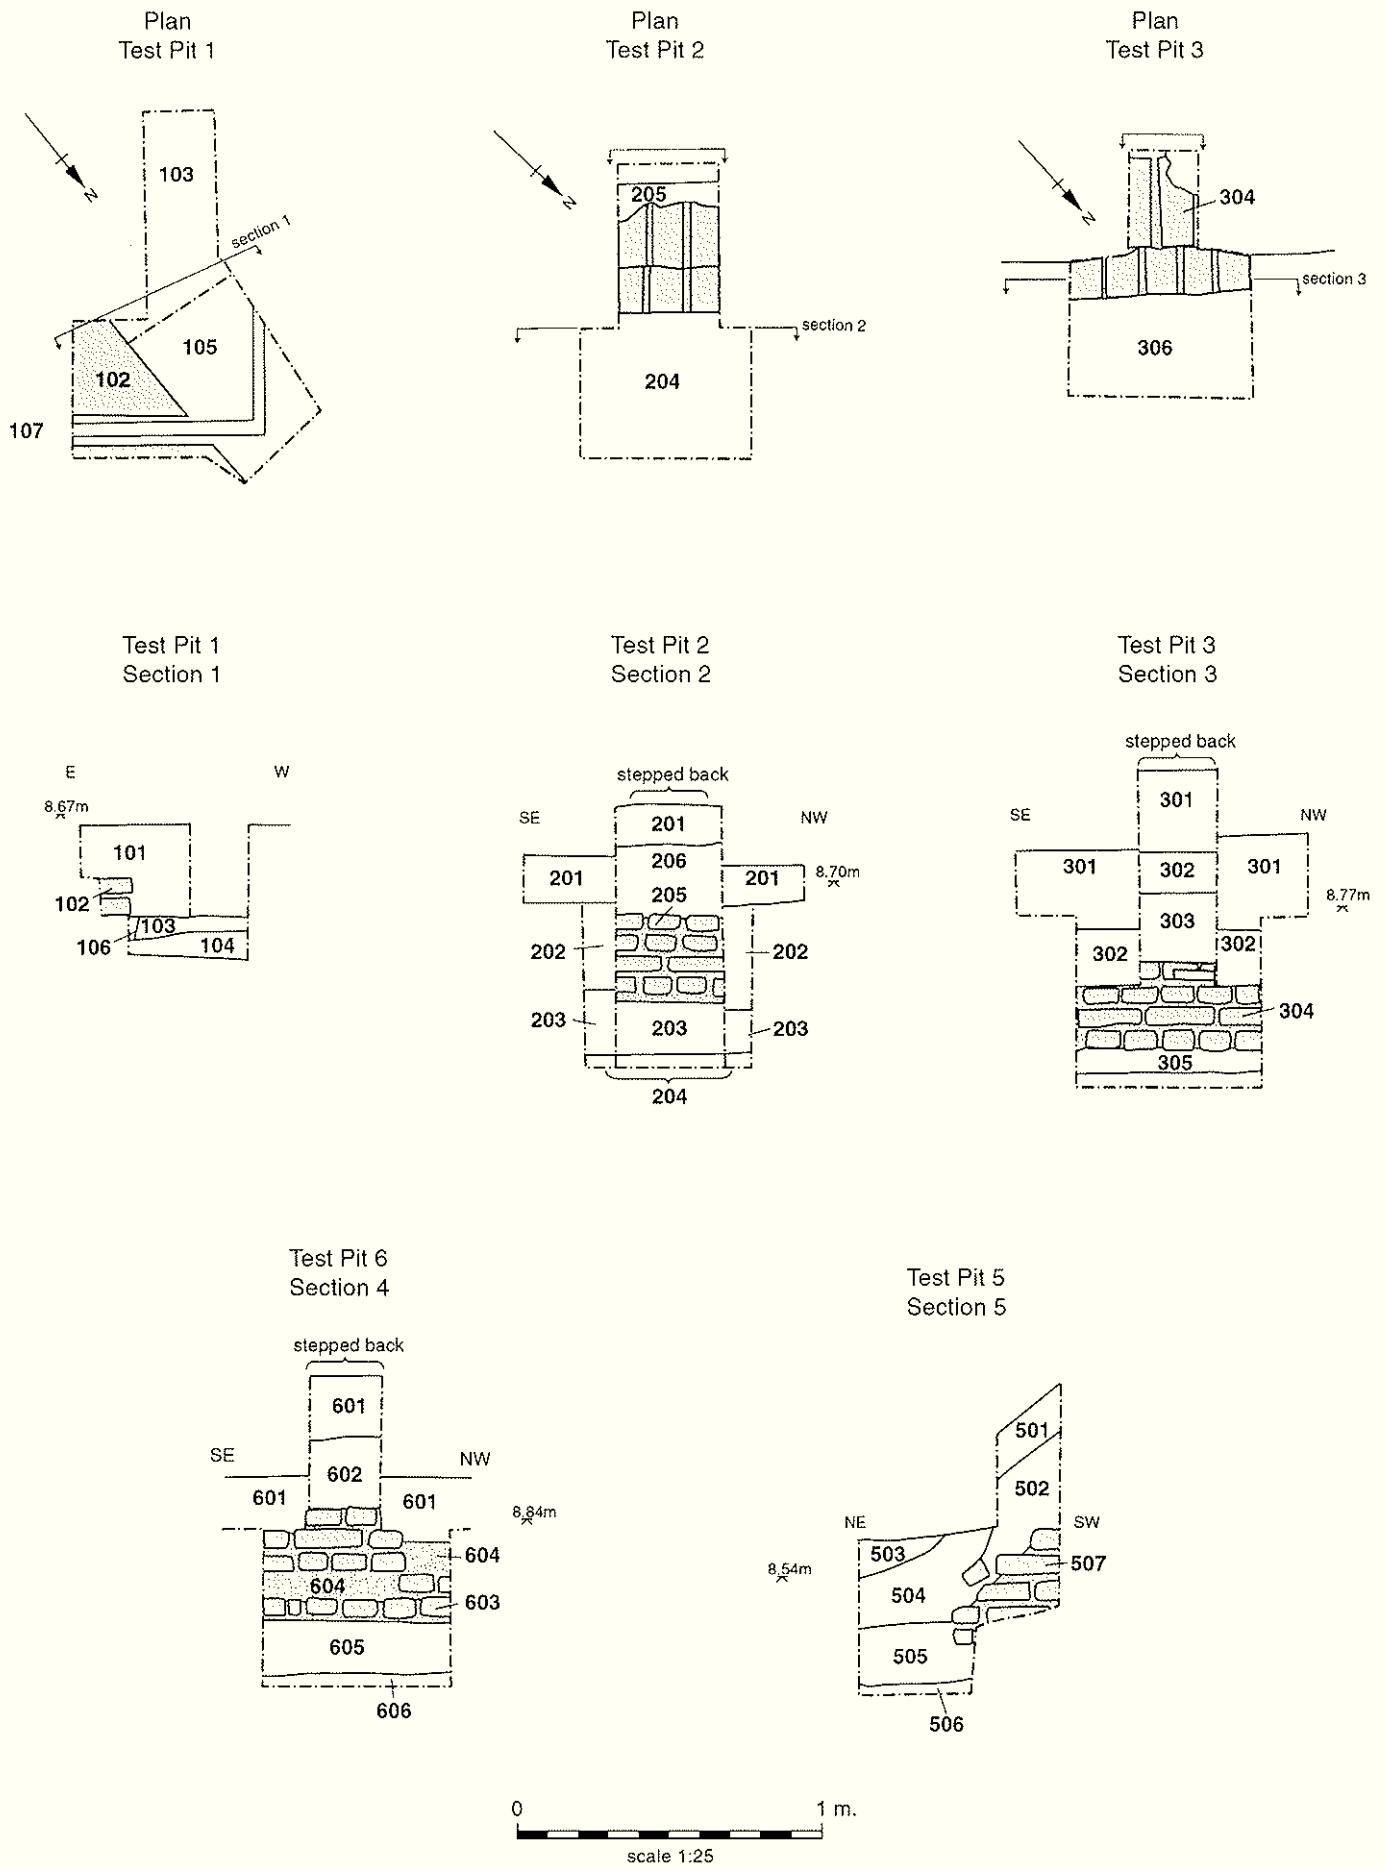 Plan
Test Pit 1
N
103
section 1
105
102
107
Plan
Test Pit 2
N
205
section 2
204
Plan
Test Pit 3
N
304
section 3
306
Test Pit 1
Section 1
E
W
8.67m
101
102
103
106
104
Test Pit 2
Section 2
stepped back
SE
NW
201
206
201
201
8.70m
205
202
202
203
203
203
204
Test Pit 3
Section 3
stepped back
301
SE
NW
301
302
301
8.77m
303
302
302
304
305
Test Pit 6
Section 4
stepped back
601
SE
NW
602
601
601
8.84m
604
604
603
605
606
Test Pit 5
Section 5
501
502
NE
SW
503
507
8.54m
504
505
506
0
1 m.
scale 1:25